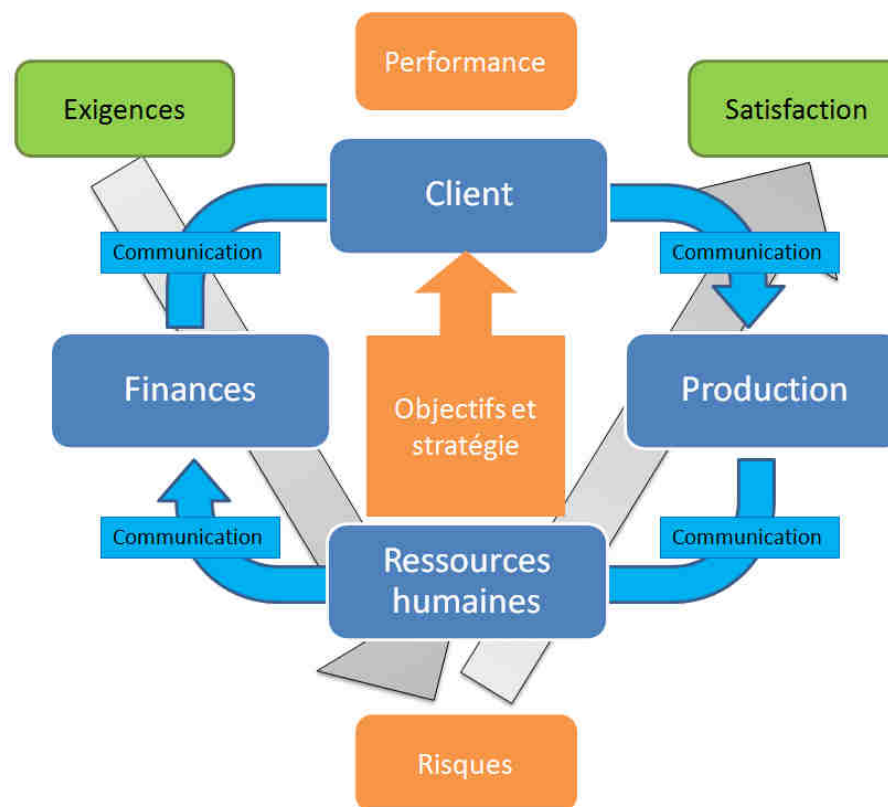 Performance
Exigences
Satisfaction
Client
Communication
Communication
Finances
Objectifs et
stratégie
Production
Communication
Communication
Ressources
humaines
Risques